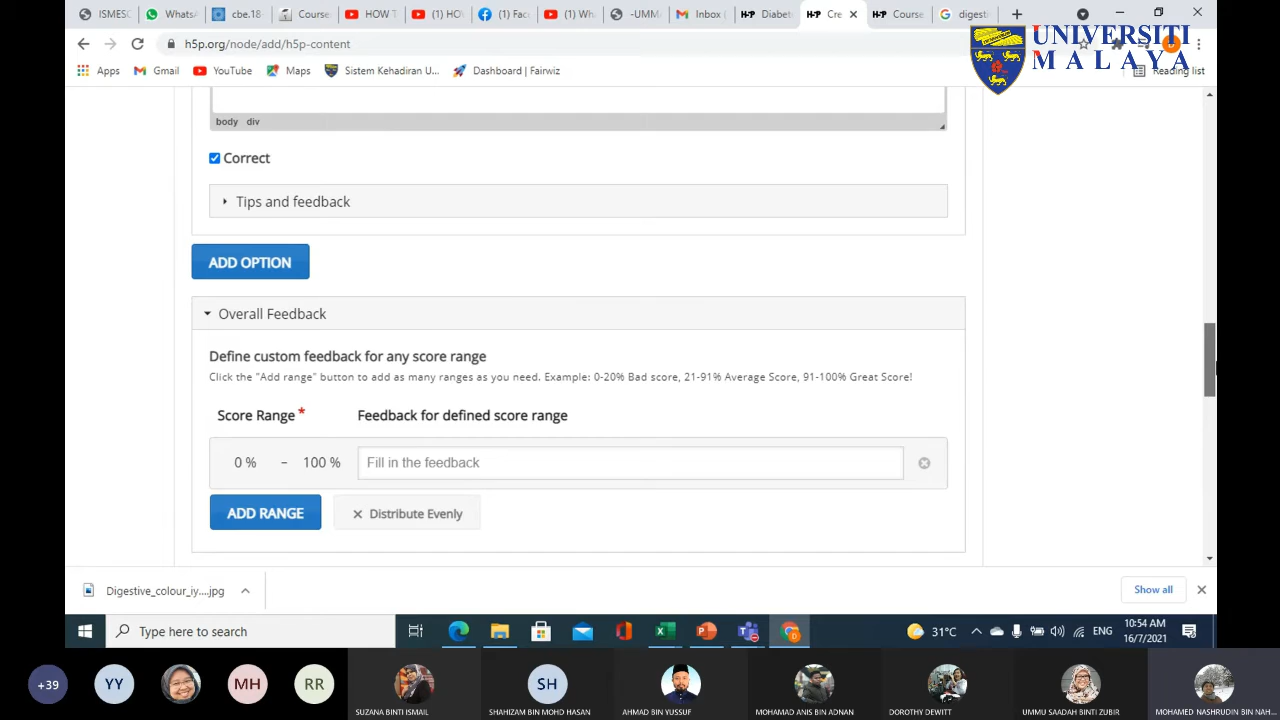 ISMESC
WhatsA
cbe.18-
Course
HOW T
(1) HO
(1) Fac
(1) Wh
-UMM
Inbox
H-P Diabet
H-P Cre
H-P Course
digesti
h5p.org/node/add/h5p-content
UNIVERSITI
MALAYA
Apps
Gmail
YouTube
Maps
Sistem Kehadiran U...
Dashboard | Fairwiz
Reading list
body div
Correct
Tips and feedback
ADD OPTION
Overall Feedback
Define custom feedback for any score range
Click the "Add range" button to add as many ranges as you need. Example: 0-20% Bad score, 21-91% Average Score, 91-100% Great Score!
Score Range * Feedback for defined score range
0 % – 100 % Fill in the feedback
ADD RANGE
Distribute Evenly
Digestive_colour_iy....jpg
Show all
Type here to search
31°C
ENG
10:54 AM
16/7/2021
+39
YY
MH
RR
SH
SUZANA BINTI ISMAIL
SHAHIZAM BIN MOHD HASAN
AHMAD BIN YUSSUF
MOHAMAD ANIS BIN ADNAN
DOROTHY DEWITT
UMMU SAADAH BINTI ZUBIR
MOHAMED NASHRUDIN BIN NAH...